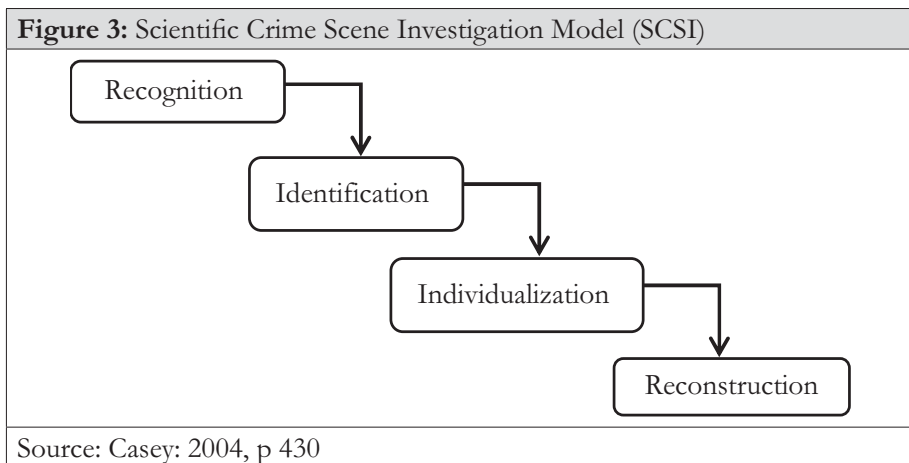 Figure 3: Scientific Crime Scene Investigation Model (SCSI)
Recognition
Identification
Individualization
Reconstruction
Source: Casey: 2004, p 430